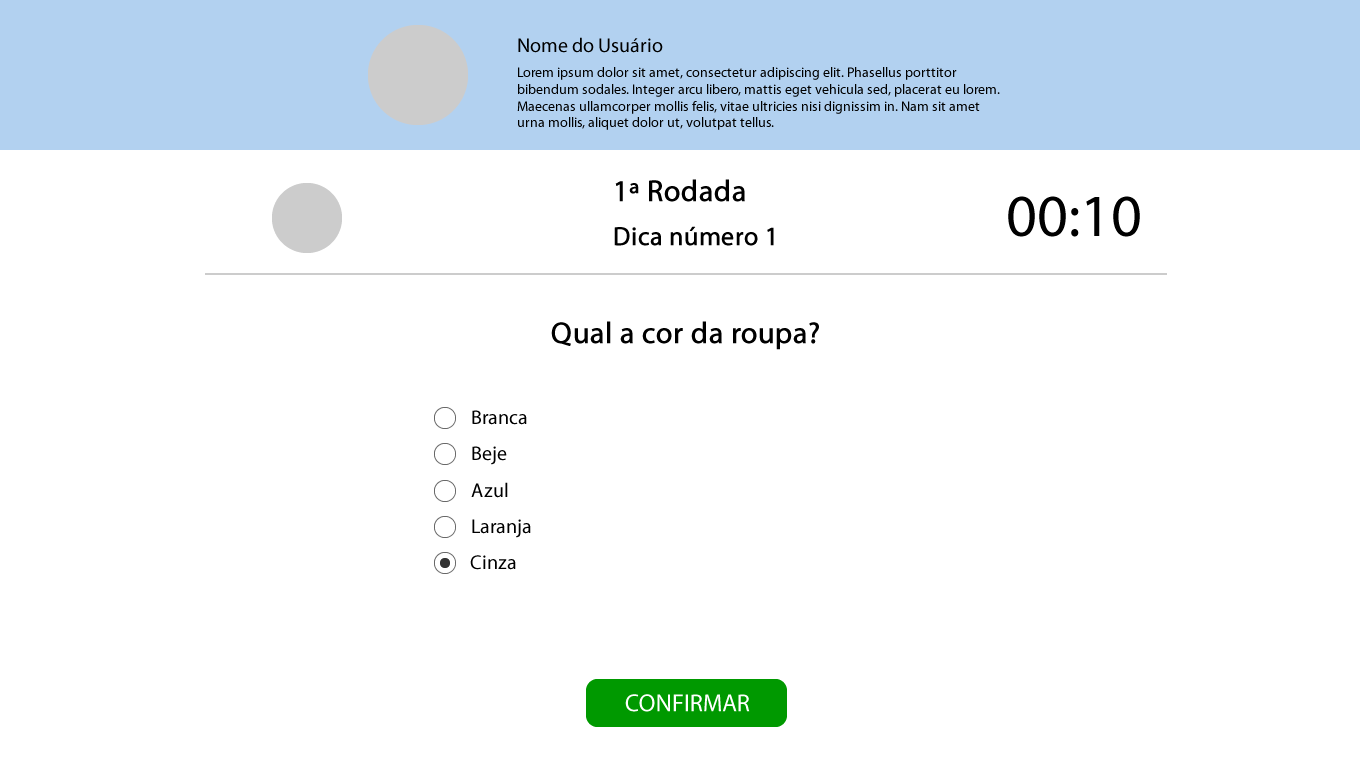 Nome do Usuário
Lorem ipsum dolor sit amet, consectetur adipiscing elit. Phasellus porttitor
bibendum sodales. Integer arcu libero, mattis eget vehicula sed, placerat eu lorem.
Maecenas ullamcorper mollis felis, vitae ultricies nisi dignissim in. Nam sit amet
urna mollis, aliquet dolor ut, volutpat tellus.
1ª Rodada
Dica número 1
00:10
Qual a cor da roupa?
Branca
Beje
Azul
Laranja
Cinza
CONFIRMAR